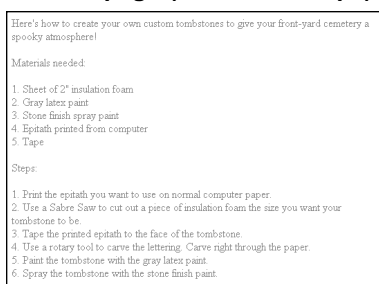 Here's how to create your own custom tombstones to give your front-yard cemetery a
spooky atmosphere!
Materials needed:
1. Sheet of 2" insulation foam
2. Gray latex paint
3. Stone finish spray paint
4. Epitath printed from computer
5. Tape
Steps:
1. Print the epitath you want to use on normal computer paper.
2. Use a Sabre Saw to cut out a piece of insulation foam the size you want your
tombstone to be.
3. Tape the printed epitath to the face of the tombstone.
4. Use a rotary tool to carve the lettering. Carve right through the paper.
5. Paint the tombstone with the gray latex paint.
6. Spray the tombstone with the stone finish paint.